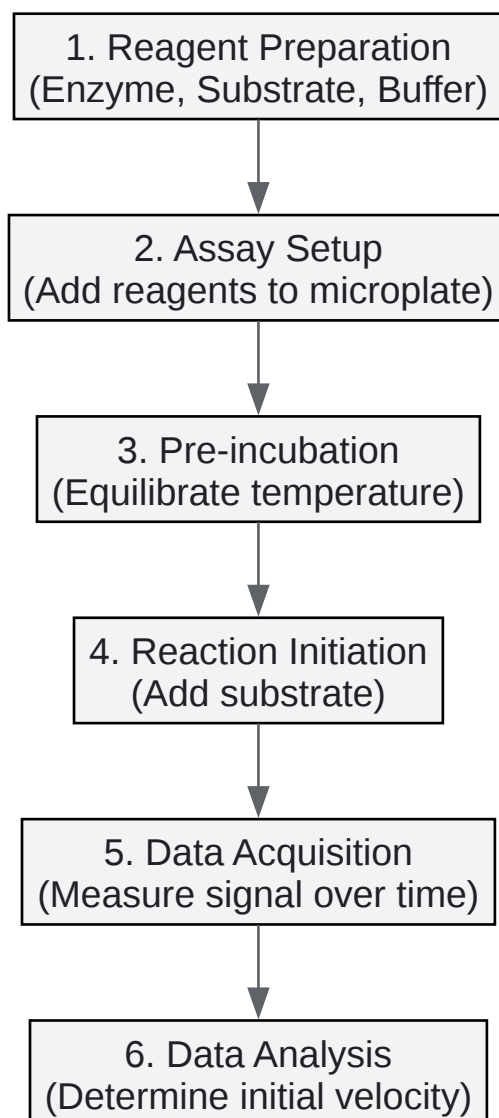 1. Reagent Preparation
(Enzyme, Substrate, Buffer)
2. Assay Setup
(Add reagents to microplate)
3. Pre-incubation
(Equilibrate temperature)
4. Reaction Initiation
(Add substrate)
5. Data Acquisition
(Measure signal over time)
6. Data Analysis
(Determine initial velocity)